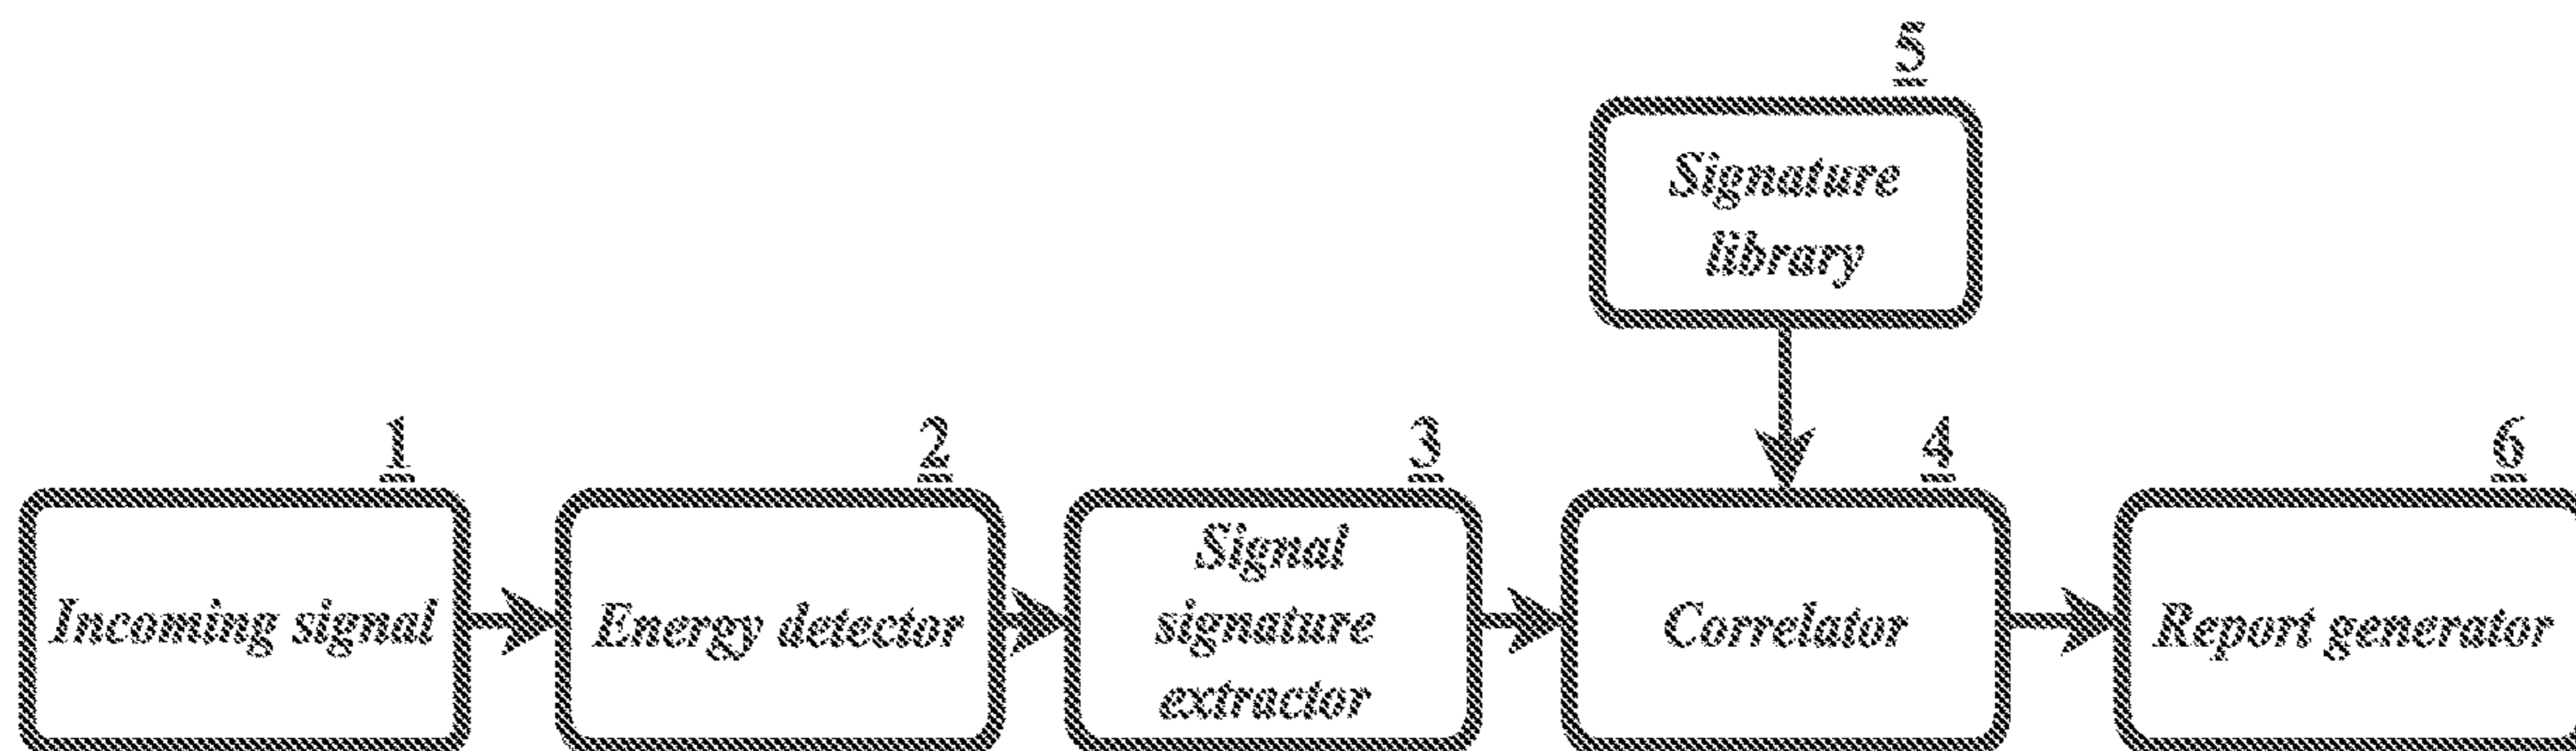 5
Signature
library
1
2
3
4
6
Incoming signal
Energy detector
Signal
signature
extractor
Correlator
Report generator